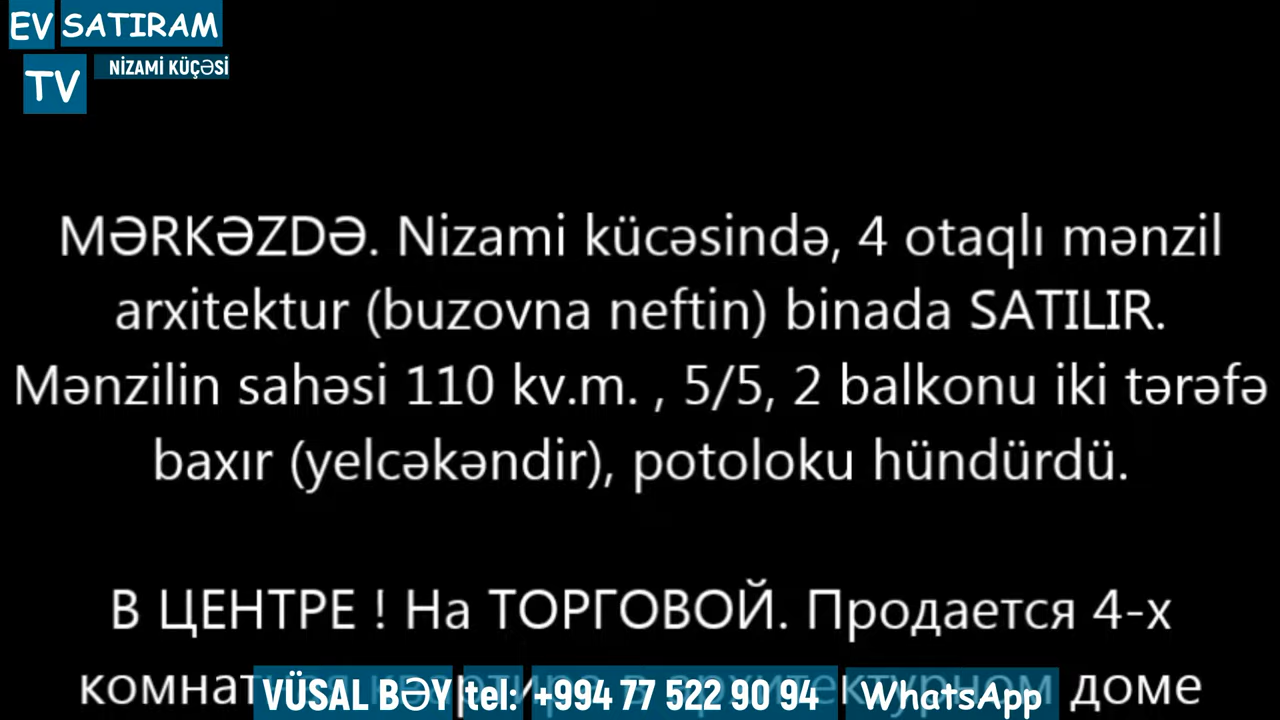 EV SATIRAM
TV NİZAMİ KÜÇƏSİ
MƏRKƏZDƏ. Nizami kücəsində, 4 otaqlı mənzil
arxitektur (buzovna neftin) binada SATILIR.
Mənzilin sahəsi 110 kv.m. , 5/5, 2 balkonu iki tərəfə
baxır (yelcəkəndir), potoloku hündürdü.
В ЦЕНТРЕ ! На ТОРГОВОЙ. Продается 4-х
доме
VÜSAL BƏY tel: +994 77 522 90 94 WhatsApp